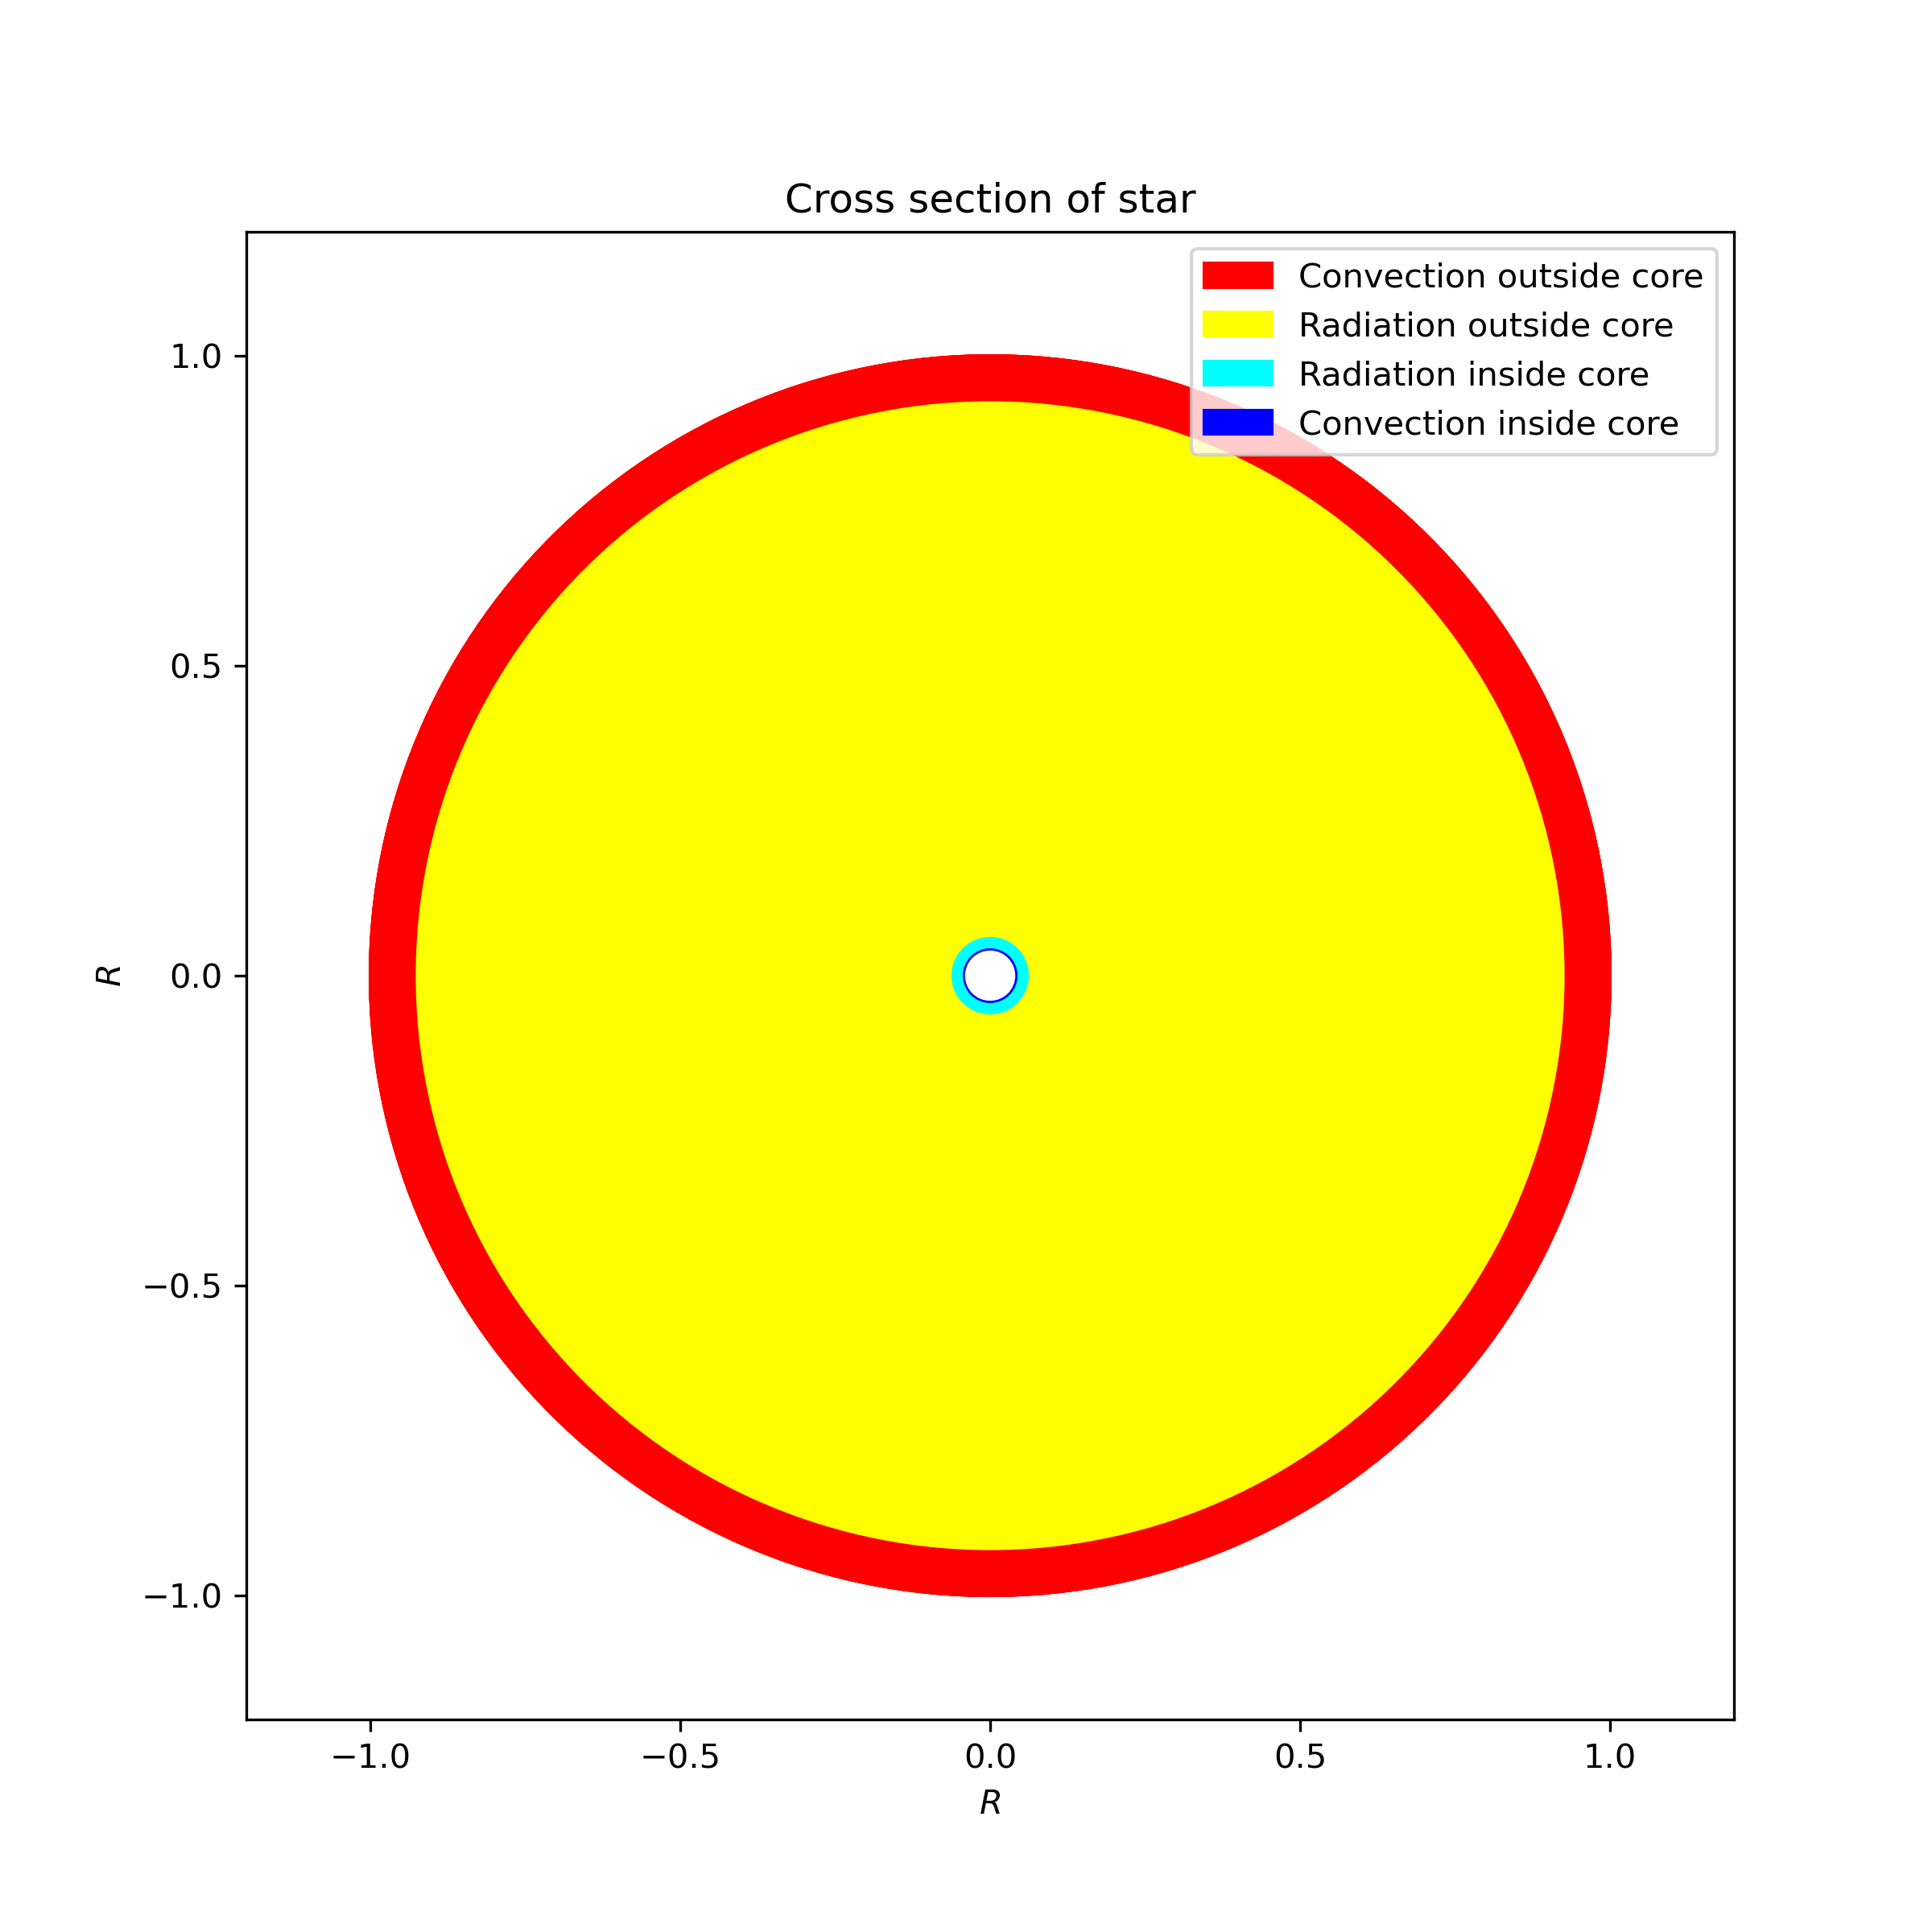 Cross section of star
Convection outside core
Radiation outside core
Radiation inside core
Convection inside core
1.0
0.5
0.0
−0.5
−1.0
R
−1.0
−0.5
0.0
0.5
1.0
R